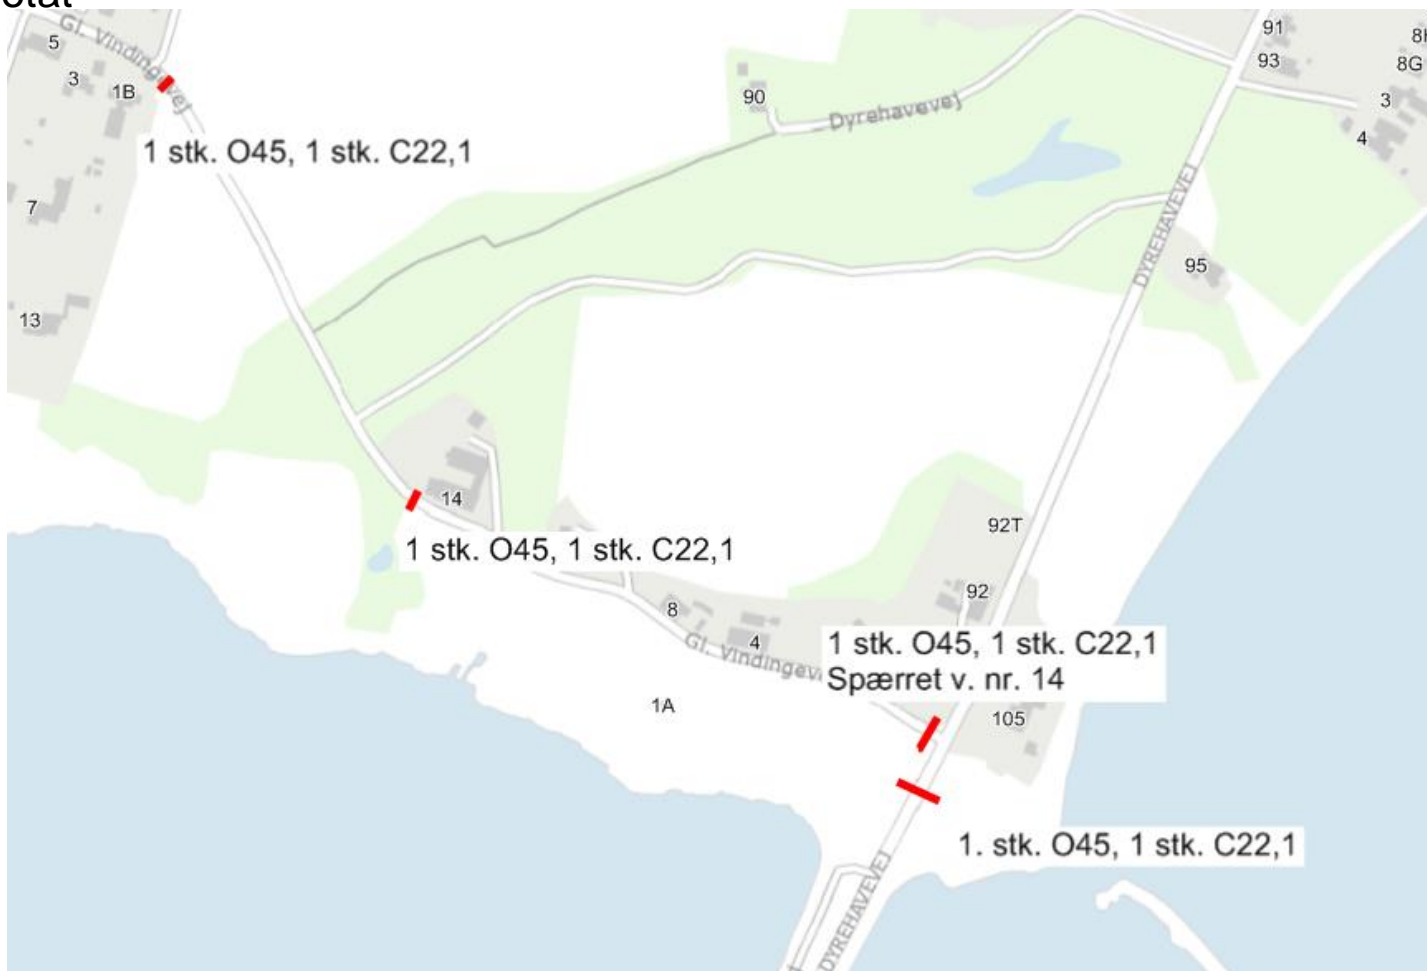 Gl. Vindingevej
5
3
1B
91
93
8G
3
4
90
Dyrehavevej
1 stk. O45, 1 stk. C22,1
7
DYREHAVEVEJ
95
13
14
92T
1 stk. O45, 1 stk. C22,1
92
8
4
Gl. Vindingeve
1 stk. O45, 1 stk. C22,1
Spærret v. nr. 14
1A
105
1. stk. O45, 1 stk. C22,1
DYREHAVEVEJ